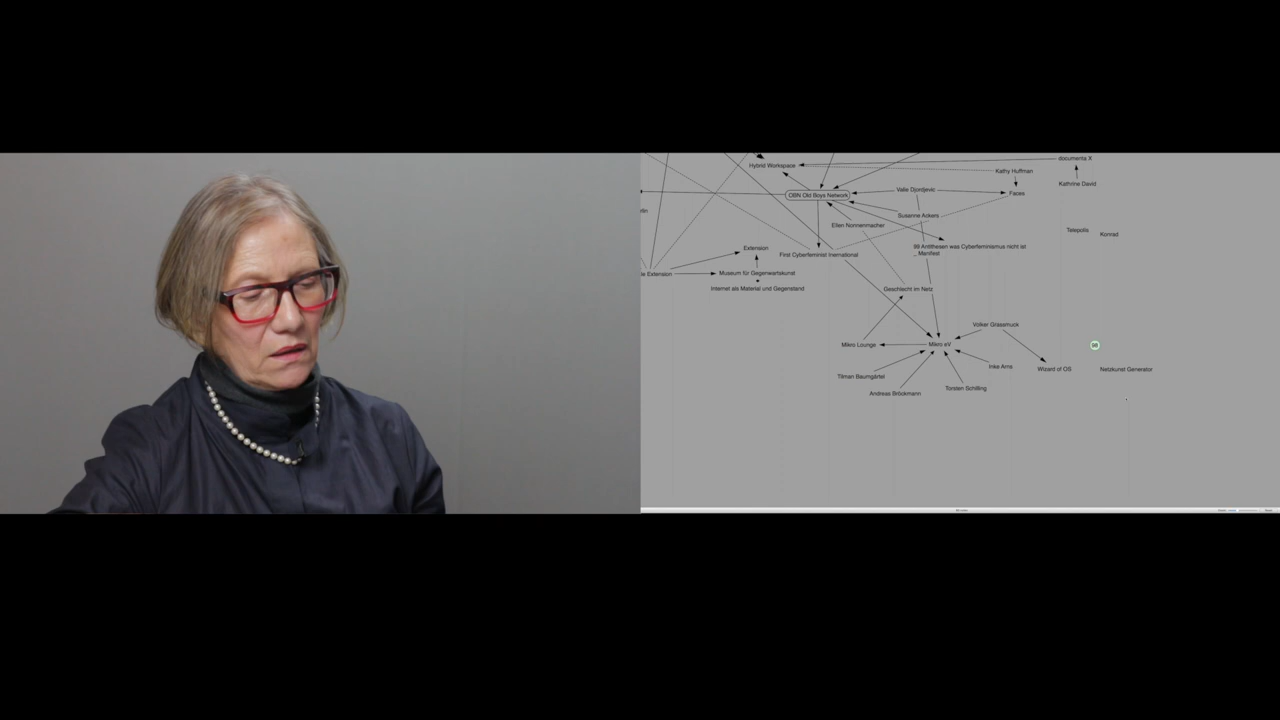 documenta X
Hybrid Workspace
Kathy Huffman
Kathrine David
OBN Old Boys Network
Valie Djordjevic
Faces
Susanne Ackers
Ellen Nonnenmacher
Telepolis
Konrad
Extension
First Cyberfeminist International
98 Antithesen was Cyberfeminismus nicht ist
_ Manifest
le Extension
Museum für Gegenwartskunst
Internet als Material und Gegenstand
Geschlecht im Netz
Volker Grassmuck
Mikro Lounge
Mikro eV
Inke Arns
Wizard of OS
Netzkunst Generator
Tilman Baumgärtel
Torsten Schilling
Andreas Bröckmann